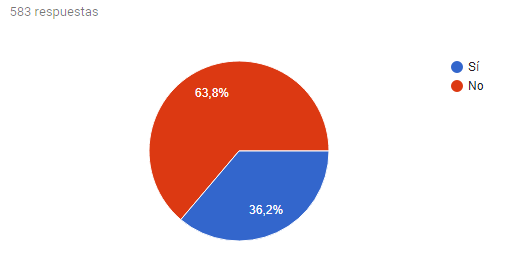 583 respuestas
Sí
No
63,8%
36,2%